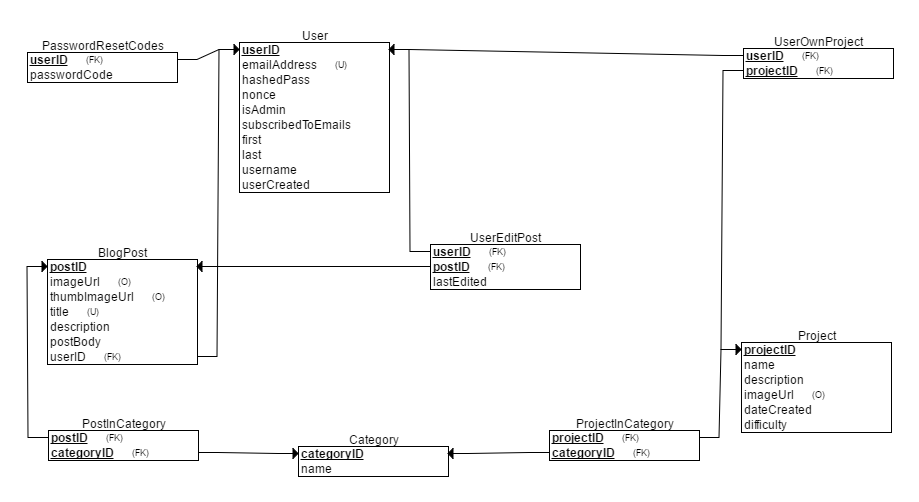 PasswordResetCodes
userID (FK)
passwordCode
User
userID
emailAddress (U)
hashedPass
nonce
isAdmin
subscribedToEmails
first
last
username
userCreated
UserOwnProject
userID (FK)
projectID (FK)
BlogPost
postID
imageUrl (O)
thumbImageUrl (O)
title (U)
description
postBody
userID (FK)
UserEditPost
userID (FK)
postID (FK)
lastEdited
Project
projectID
name
description
imageUrl (O)
dateCreated
difficulty
PostInCategory
postID (FK)
categoryID (FK)
Category
categoryID
name
ProjectInCategory
projectID (FK)
categoryID (FK)